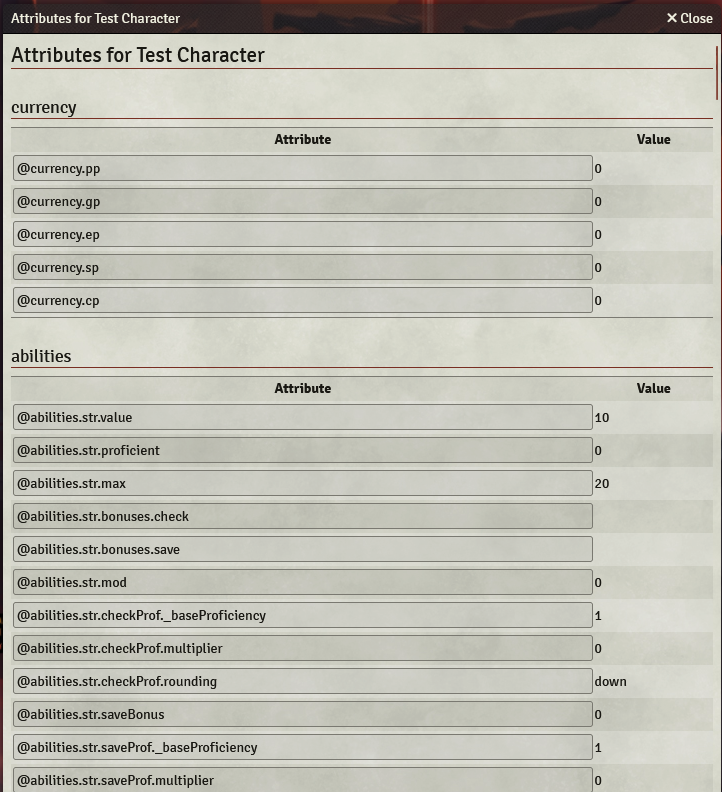 Attributes for Test Character
✕ Close
Attributes for Test Character
currency
Attribute Value
@currency.pp 0
@currency.gp 0
@currency.ep 0
@currency.sp 0
@currency.cp 0
abilities
Attribute Value
@abilities.str.value 10
@abilities.str.proficient 0
@abilities.str.max 20
@abilities.str.bonuses.check
@abilities.str.bonuses.save
@abilities.str.mod 0
@abilities.str.checkProf._baseProficiency 1
@abilities.str.checkProf.multiplier 0
@abilities.str.checkProf.rounding down
@abilities.str.saveBonus 0
@abilities.str.saveProf._baseProficiency 1
@abilities.str.saveProf.multiplier 0